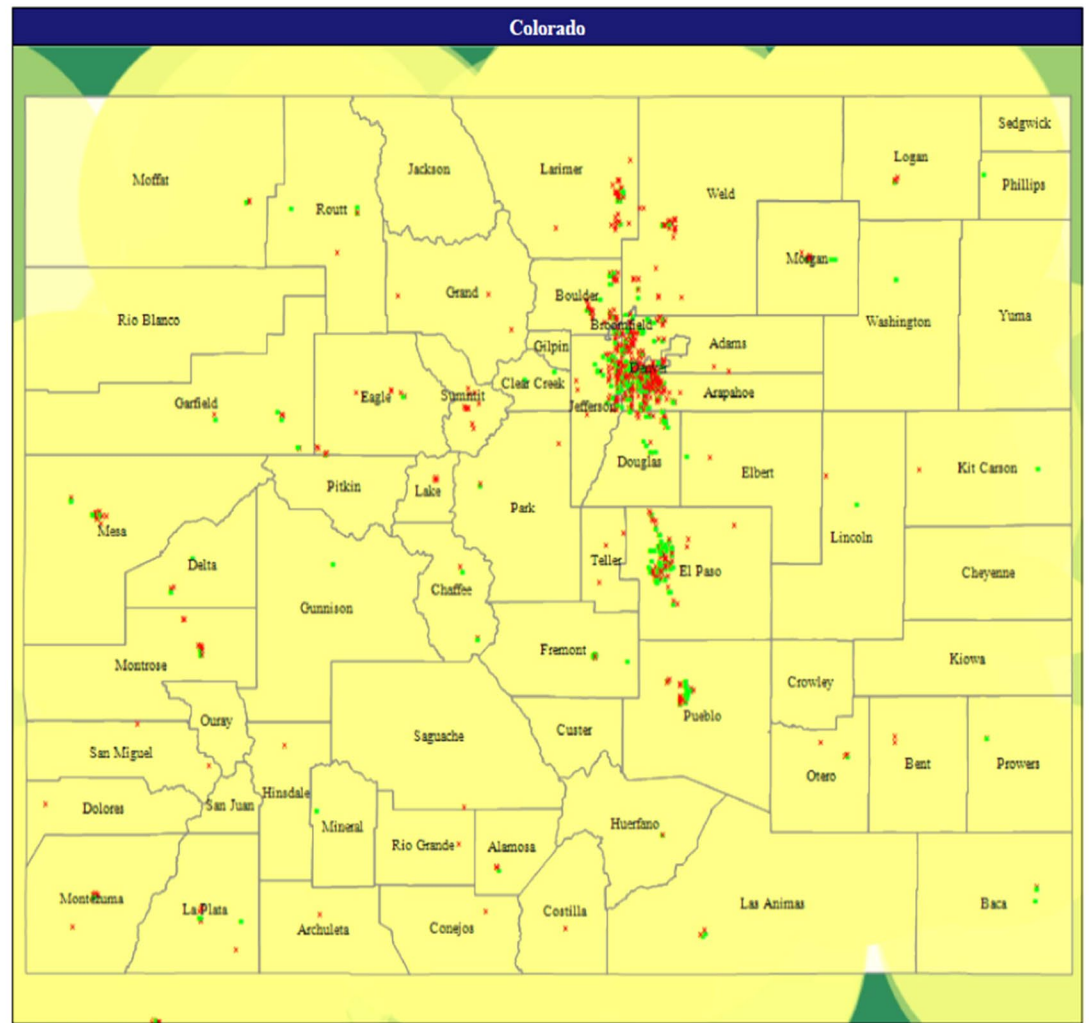 Colorado
Sedgwick
Logan
Jackson
Larimer
Moffat
Phillips
Weld
Routt
Morgan
Grand
Boulder
Rio Blanco
Broomfield
Washington
Yuma
Gilpin
Adams
Denver
Clear Creek
Eagle
Summit
Garfield
Jefferson
Arapahoe
Douglas
Elbert
Kit Carson
Pitkin
Lake
Park
Mesa
Lincoln
Teller
El Paso
Delta
Cheyenne
Chaffee
Gunnison
Fremont
Kiowa
Montrose
Crowley
Pueblo
Ouray
Custer
Saguache
San Miguel
Bent
Prowers
Otero
Hinsdale
San Juan
Dolores
Mineral
Huerfano
Rio Grande
Alamosa
Montezuma
La Plata
Costilla
Las Animas
Baca
Archuleta
Conejos